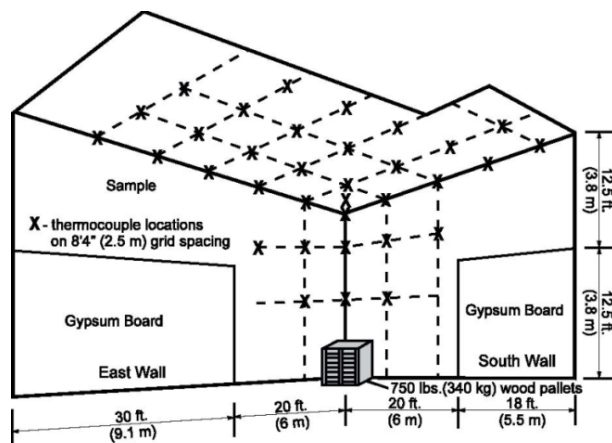 Sample
X - thermocouple locations
on 8'4" (2.5 m) grid spacing
12.5 ft.
(3.8 m)
Gypsum Board
East Wall
Gypsum Board
South Wall
12.5 ft.
(3.8 m)
750 lbs.(340 kg) wood pallets
30 ft.
(9.1 m)
20 ft.
(6 m)
20 ft.
(6 m)
18 ft.
(5.5 m)